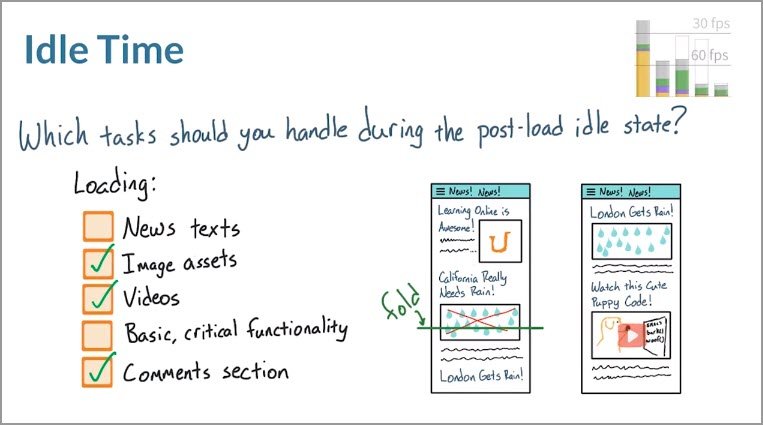 Idle Time
30 fps
60 fps
Which tasks should you handle during the post-load idle state?
Loading:
News texts
Image assets
Videos
Basic, critical functionality
Comments section
fold
News! News!
Learning Online is
Awesome!
California Really
Needs Rain!
London Gets Rain!
News! News!
London Gets Rain!
Watch this Cute
Puppy Code!
bark()
woof()